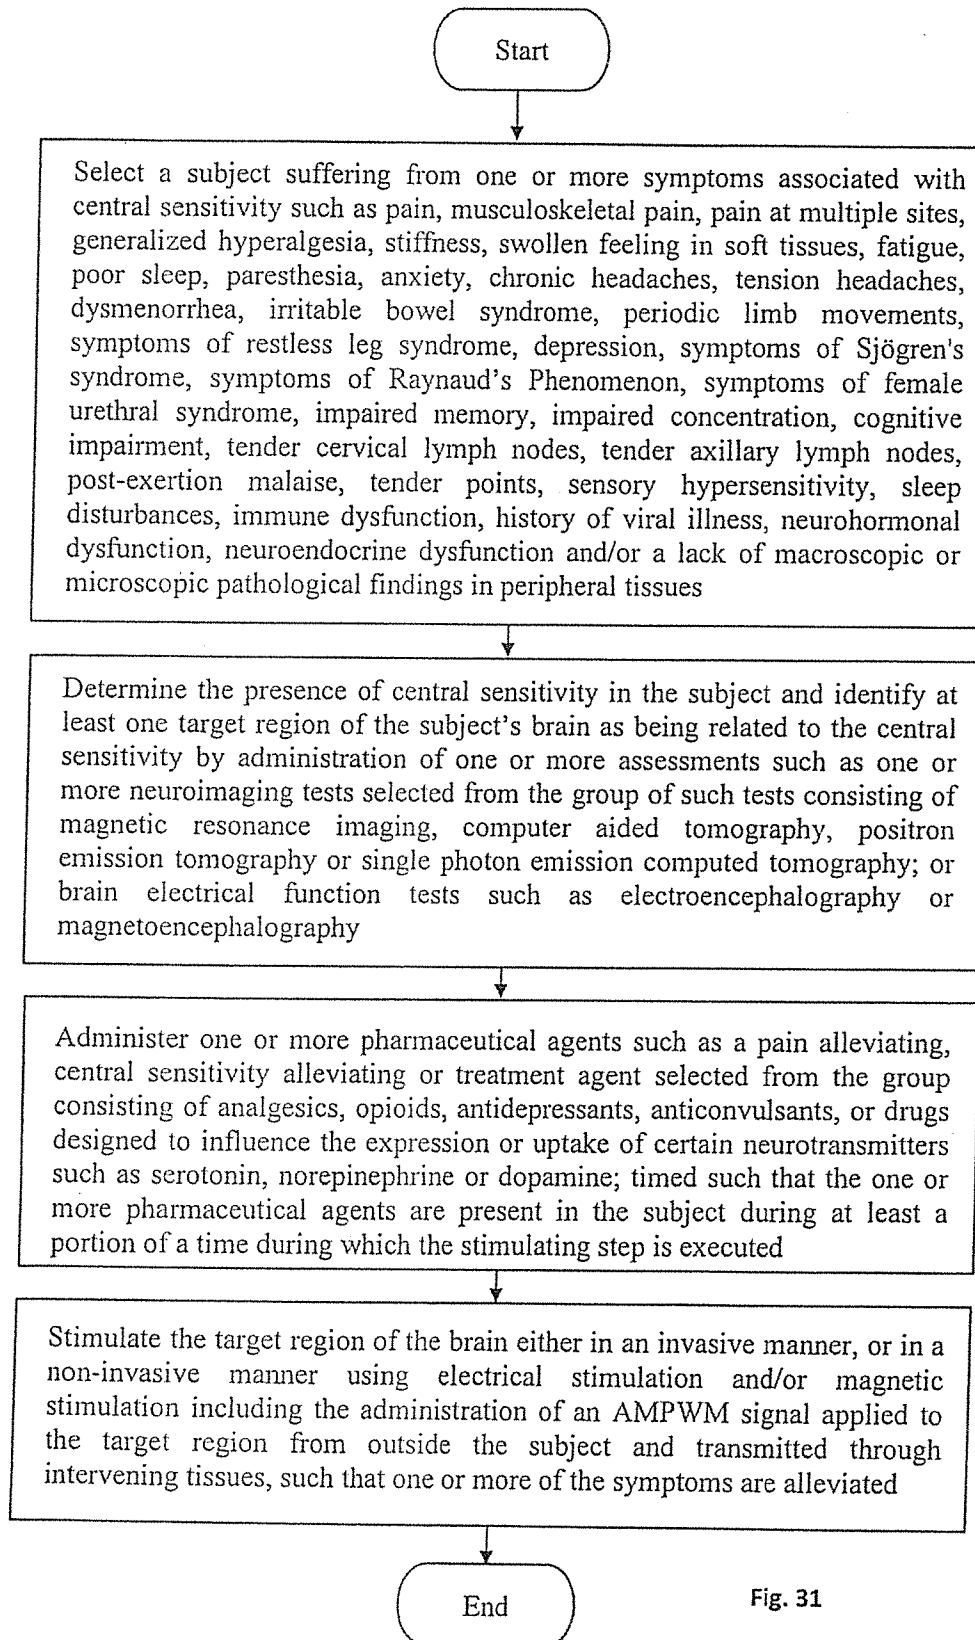 Start
Select a subject suffering from one or more symptoms associated with
central sensitivity such as pain, musculoskeletal pain, pain at multiple sites,
generalized hyperalgesia, stiffness, swollen feeling in soft tissues, fatigue,
poor sleep, paresthesia, anxiety, chronic headaches, tension headaches,
dysmenorrhea, irritable bowel syndrome, periodic limb movements,
symptoms of restless leg syndrome, depression, symptoms of Sjögren's
syndrome, symptoms of Raynaud's Phenomenon, symptoms of female
urethral syndrome, impaired memory, impaired concentration, cognitive
impairment, tender cervical lymph nodes, tender axillary lymph nodes,
post-exertion malaise, tender points, sensory hypersensitivity, sleep
disturbances, immune dysfunction, history of viral illness, neurohormonal
dysfunction, neuroendocrine dysfunction and/or a lack of macroscopic or
microscopic pathological findings in peripheral tissues
Determine the presence of central sensitivity in the subject and identify at
least one target region of the subject's brain as being related to the central
sensitivity by administration of one or more assessments such as one or
more neuroimaging tests selected from the group of such tests consisting of
magnetic resonance imaging, computer aided tomography, positron
emission tomography or single photon emission computed tomography; or
brain electrical function tests such as electroencephalography or
magnetoencephalography
Administer one or more pharmaceutical agents such as a pain alleviating,
central sensitivity alleviating or treatment agent selected from the group
consisting of analgesics, opioids, antidepressants, anticonvulsants, or drugs
designed to influence the expression or uptake of certain neurotransmitters
such as serotonin, norepinephrine or dopamine; timed such that the one or
more pharmaceutical agents are present in the subject during at least a
portion of a time during which the stimulating step is executed
Stimulate the target region of the brain either in an invasive manner, or in a
non-invasive manner using electrical stimulation and/or magnetic
stimulation including the administration of an AMPWM signal applied to
the target region from outside the subject and transmitted through
intervening tissues, such that one or more of the symptoms are alleviated
End
Fig. 31